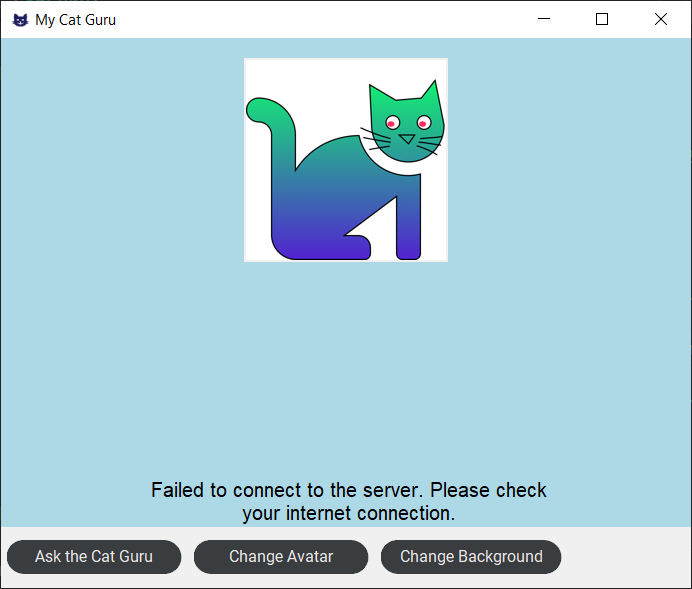 My Cat Guru
Failed to connect to the server. Please check
your internet connection.
Ask the Cat Guru
Change Avatar
Change Background